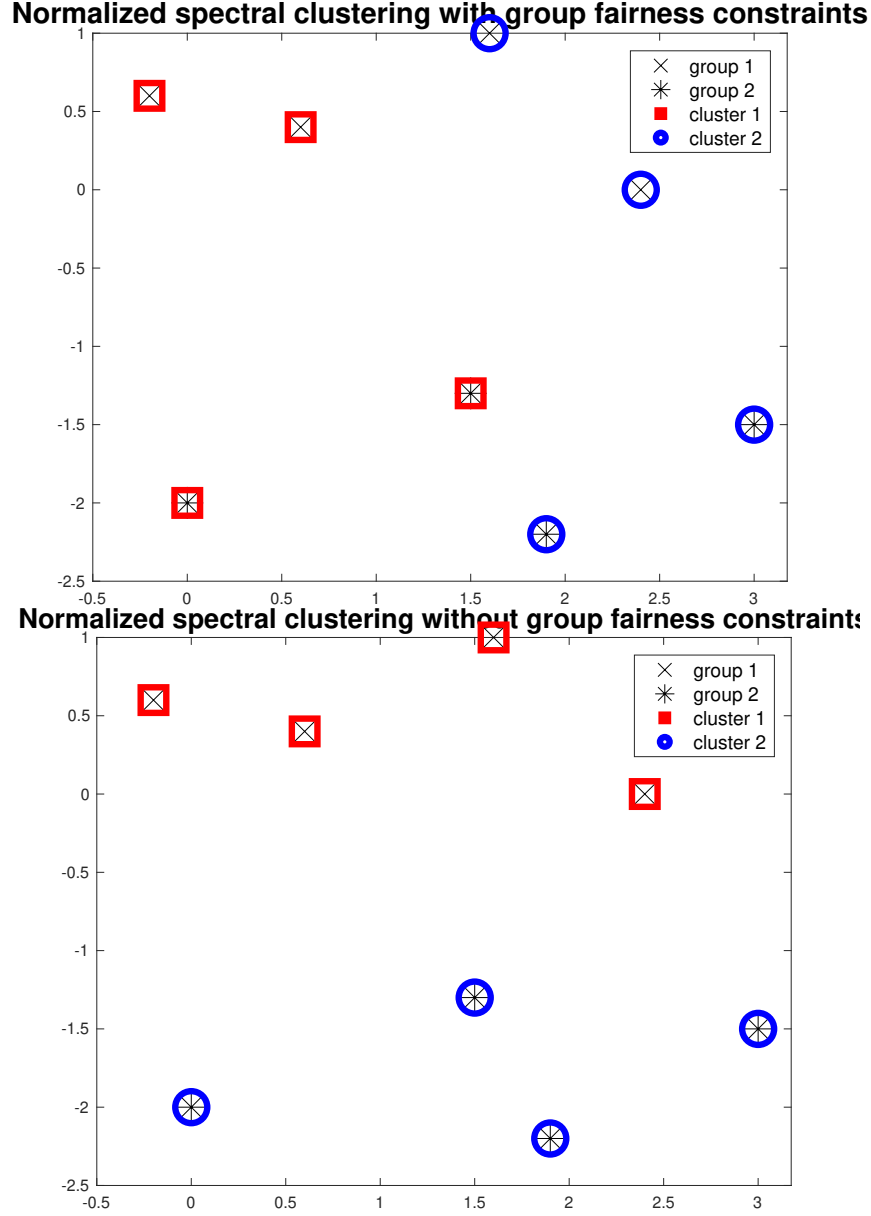 Normalized spectral clustering with group fairness constraints
1
group 1
group 2
cluster 1
cluster 2
0.5
0
-0.5
-1
-1.5
-2
-2.5
-0.5 0 0.5 1 1.5 2 2.5 3
Normalized spectral clustering without group fairness constraints
1
group 1
group 2
cluster 1
cluster 2
0.5
0
-0.5
-1
-1.5
-2
-2.5
-0.5 0 0.5 1 1.5 2 2.5 3